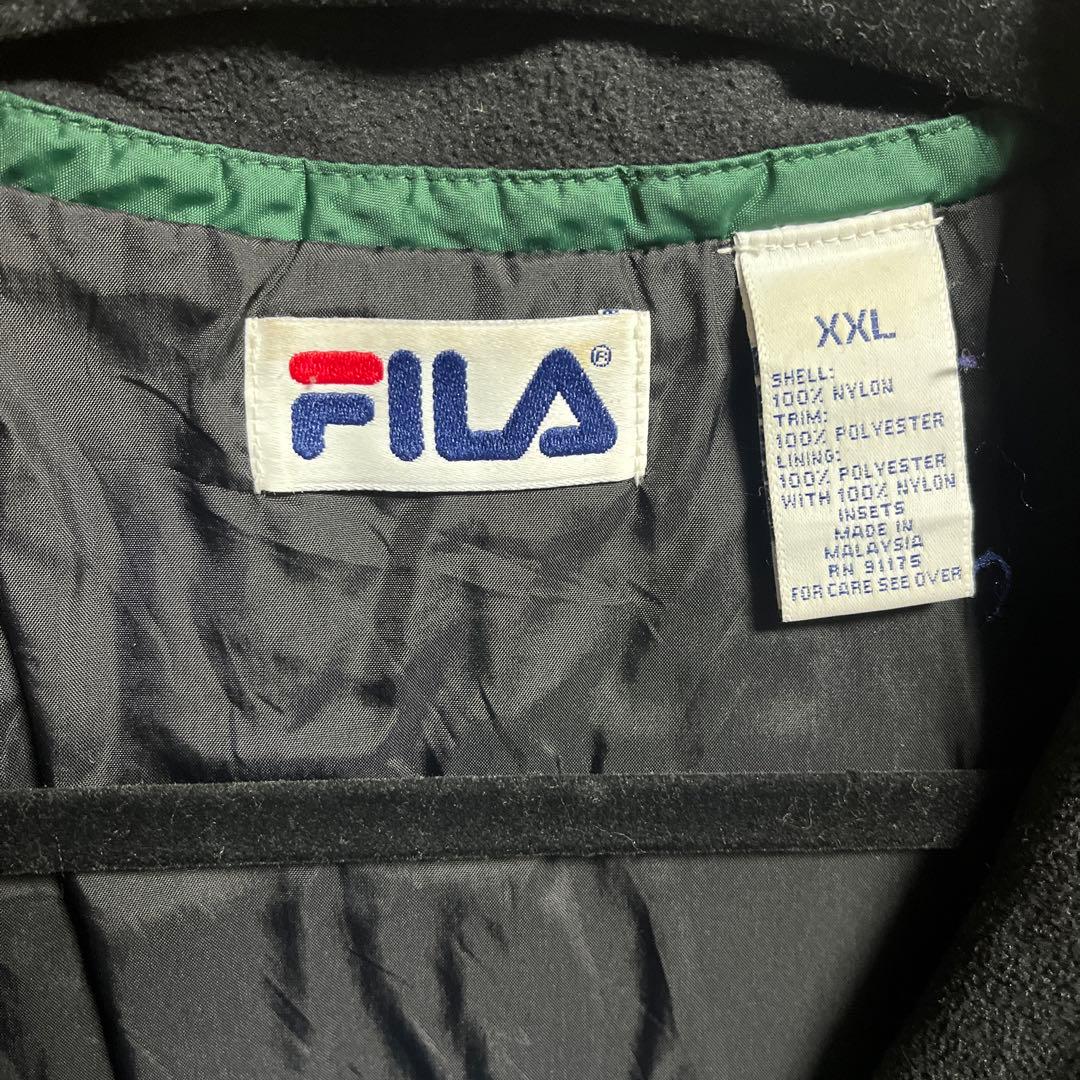 FILA®
XXL
SHELL:
100% NYLON
TRIM:
100% POLYESTER
LINING:
100% POLYESTER
WITH 100% NYLON
INSETS
MADE IN
MALAYSIA
RN 91175
FOR CARE SEE OVER